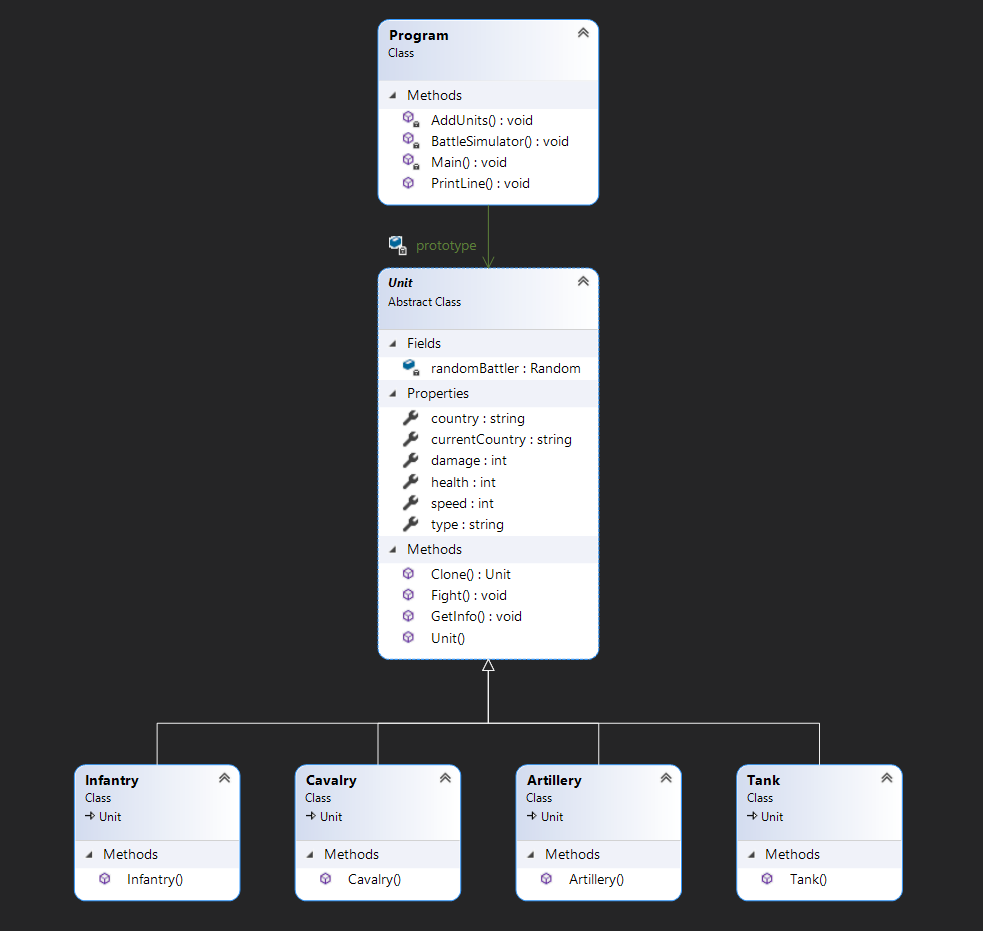 Program
Class
Methods
AddUnits() : void
BattleSimulator() : void
Main() : void
PrintLine() : void
prototype
Unit
Abstract Class
Fields
randomBattler : Random
Properties
country : string
currentCountry : string
damage : int
health : int
speed : int
type : string
Methods
Clone() : Unit
Fight() : void
GetInfo() : void
Unit()
Infantry
Class
Unit
Methods
Infantry()
Cavalry
Class
Unit
Methods
Cavalry()
Artillery
Class
Unit
Methods
Artillery()
Tank
Class
Unit
Methods
Tank()